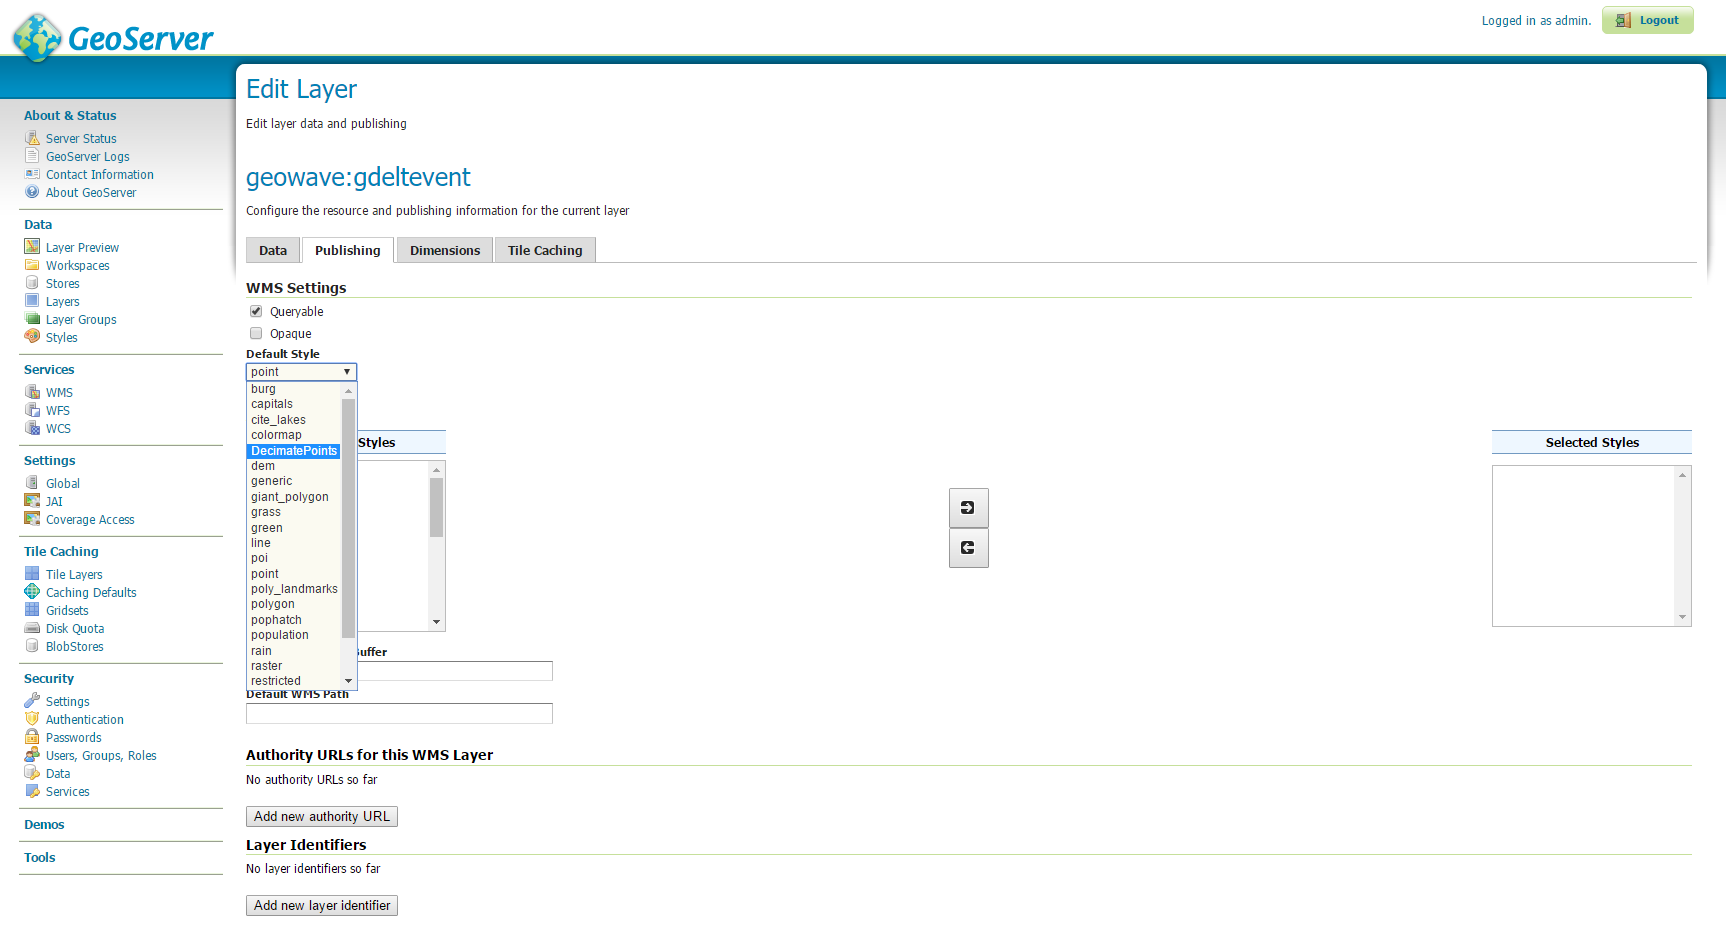 GeoServer
Logged in as admin.
Logout
About & Status
Server Status
GeoServer Logs
Contact Information
About GeoServer
Data
Layer Preview
Workspaces
Stores
Layers
Layer Groups
Styles
Services
WMS
WFS
WCS
Settings
Global
JAI
Coverage Access
Tile Caching
Tile Layers
Caching Defaults
Gridsets
Disk Quota
BlobStores
Security
Settings
Authentication
Passwords
Users, Groups, Roles
Data
Services
Demos
Tools
Edit Layer
Edit layer data and publishing
geowave:gdeltevent
Configure the resource and publishing information for the current layer
Data Publishing Dimensions Tile Caching
WMS Settings
Queryable
Opaque
Default Style
point
burg
capitals
cite_lakes
colormap
DecimatePoints
dem
generic
giant_polygon
grass
green
line
poi
point
poly_landmarks
polygon
pophatch
population
rain
raster
restricted
Styles
Selected Styles
Buffer
Default WMS Path
Authority URLs for this WMS Layer
No authority URLs so far
Add new authority URL
Layer Identifiers
No layer identifiers so far
Add new layer identifier